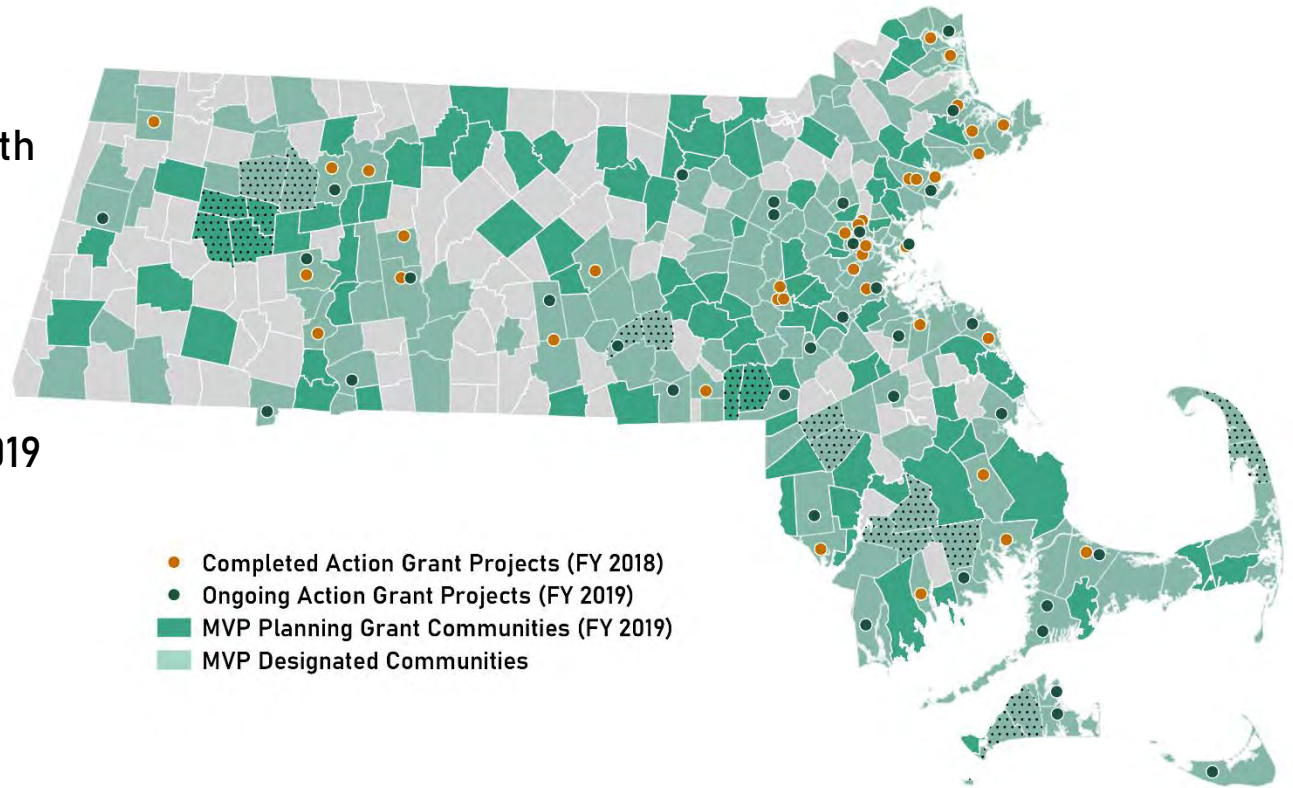 th
019
Completed Action Grant Projects (FY 2018)
Ongoing Action Grant Projects (FY 2019)
MVP Planning Grant Communities (FY 2019)
MVP Designated Communities